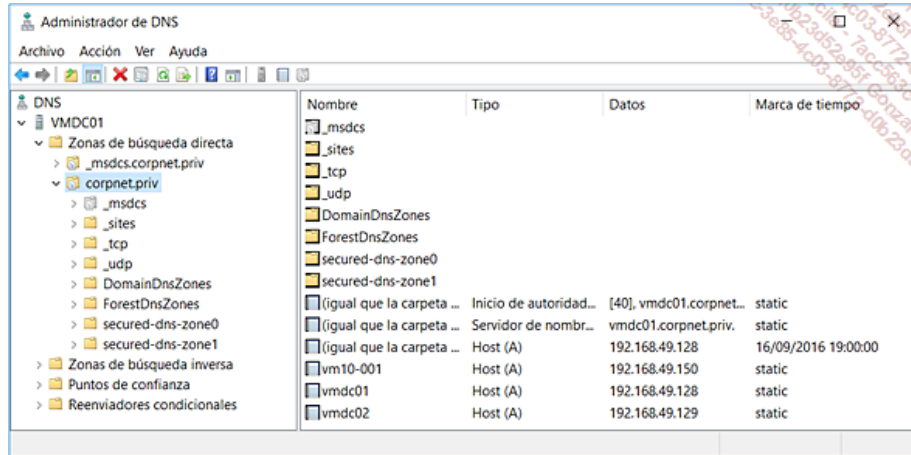 Administrador de DNS
Archivo Acción Ver Ayuda
DNS
VMDC01
Zonas de búsqueda directa
_msdcs.corpnet.priv
corpnet.priv
_msdcs
_sites
_tcp
_udp
DomainDnsZones
ForestDnsZones
secured-dns-zone0
secured-dns-zone1
Zonas de búsqueda inversa
Puntos de confianza
Reenviadores condicionales
Nombre Tipo Datos Marca de tiempo
_msdcs
_sites
_tcp
_udp
DomainDnsZones
ForestDnsZones
secured-dns-zone0
secured-dns-zone1
(igual que la carpeta ... Inicio de autoridad... [40], vmdc01.corpnet... static
(igual que la carpeta ... Servidor de nombr... vmdc01.corpnet.priv. static
(igual que la carpeta ... Host (A) 192.168.49.128 16/09/2016 19:00:00
vm10-001 Host (A) 192.168.49.150 static
vmdc01 Host (A) 192.168.49.128 static
vmdc02 Host (A) 192.168.49.129 static